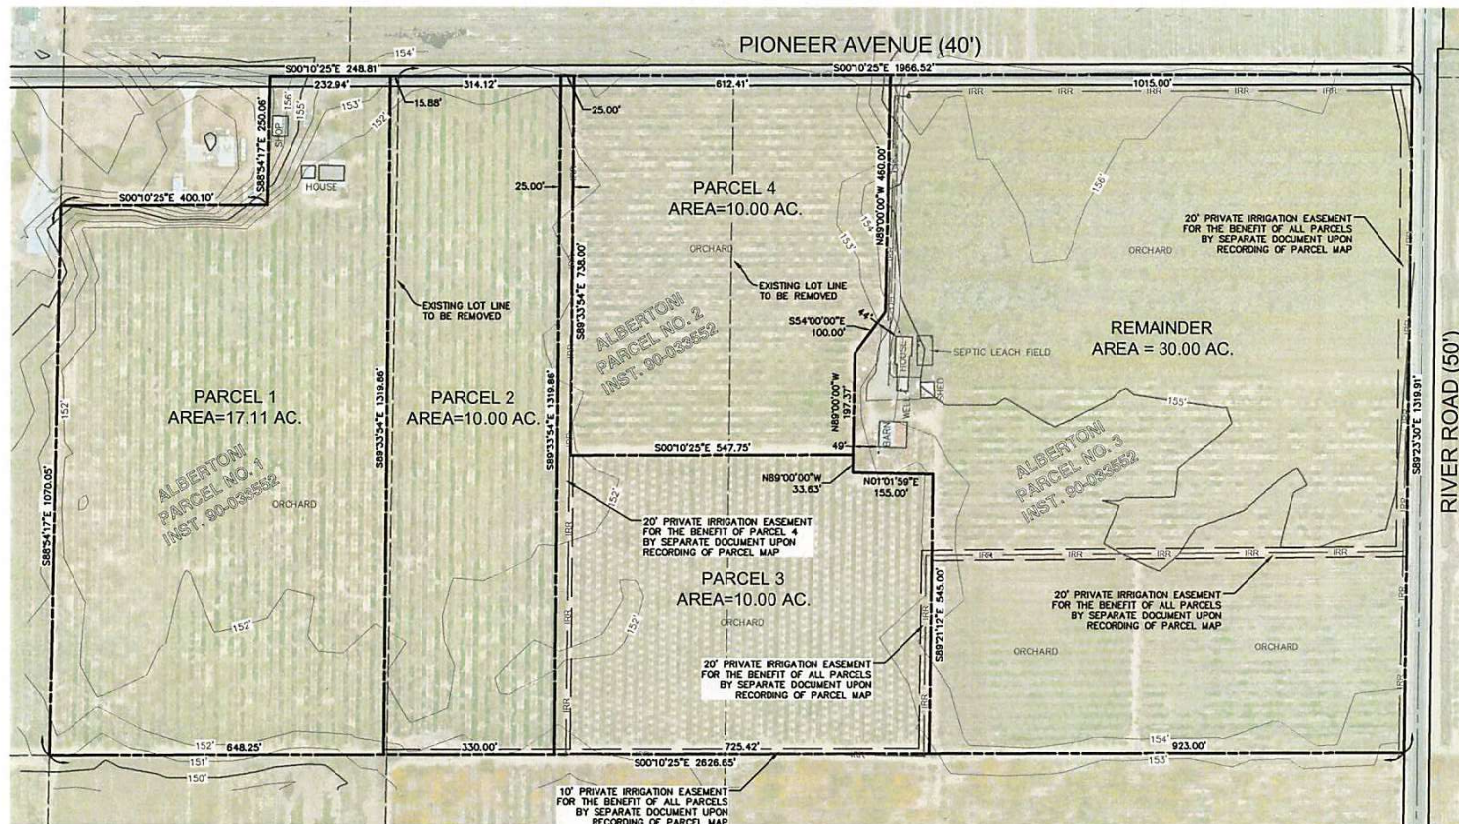 PIONEER AVENUE (40')
154'
S00°10'25"E 248.81'
S00°10'25"E 1966.52'
232.94'
314.12'
612.41'
1015.00'
15.88'
25.00'
IRR
IRR
IRR
IRR
IRR
156'
155'
153'
152'
SHOP
HOUSE
S88°54'17"E 250.06'
S00°10'25"E 400.10'
25.00'
PARCEL 4
AREA=10.00 AC.
ORCHARD
N89°00'00"W 460.00'
154'
153'
156'
20' PRIVATE IRRIGATION EASEMENT
FOR THE BENEFIT OF ALL PARCELS
BY SEPARATE DOCUMENT UPON
RECORDING OF PARCEL MAP
ORCHARD
S89°33'54"E 738.00'
EXISTING LOT LINE
TO BE REMOVED
EXISTING LOT LINE
TO BE REMOVED
ALBERTONI
PARCEL NO. 2
INST. 90-033552
S54°00'00"E
100.00'
44'
HOUSE
SEPTIC LEACH FIELD
REMAINDER
AREA = 30.00 AC.
RIVER ROAD (50')
152'
PARCEL 1
AREA=17.11 AC.
S89°33'54"E 1319.86'
PARCEL 2
AREA=10.00 AC.
S89°33'54"E 1319.86'
N89°00'00"W
197.37'
WELL
SHED
BARN
49'
155'
S89°23'30"E 1319.91'
ALBERTONI
PARCEL NO. 1
INST. 90-033552
ORCHARD
S00°10'25"E 547.75'
N89°00'00"W
33.63'
N01°01'59"E
155.00'
ALBERTONI
PARCEL NO. 3
INST. 90-033552
S88°54'17"E 1070.05'
152'
20' PRIVATE IRRIGATION EASEMENT
FOR THE BENEFIT OF PARCEL 4
BY SEPARATE DOCUMENT UPON
RECORDING OF PARCEL MAP
IRR
IRR
IRR
IRR
IRR
PARCEL 3
AREA=10.00 AC.
ORCHARD
152'
152'
S89°21'12"E 545.00'
20' PRIVATE IRRIGATION EASEMENT
FOR THE BENEFIT OF ALL PARCELS
BY SEPARATE DOCUMENT UPON
RECORDING OF PARCEL MAP
ORCHARD
ORCHARD
20' PRIVATE IRRIGATION EASEMENT
FOR THE BENEFIT OF ALL PARCELS
BY SEPARATE DOCUMENT UPON
RECORDING OF PARCEL MAP
IRR
IRR
IRR
152'
151'
150'
648.25'
330.00'
725.42'
923.00'
154'
153'
S00°10'25"E 2626.65'
10' PRIVATE IRRIGATION EASEMENT
FOR THE BENEFIT OF ALL PARCELS
BY SEPARATE DOCUMENT UPON
RECORDING OF PARCEL MAP